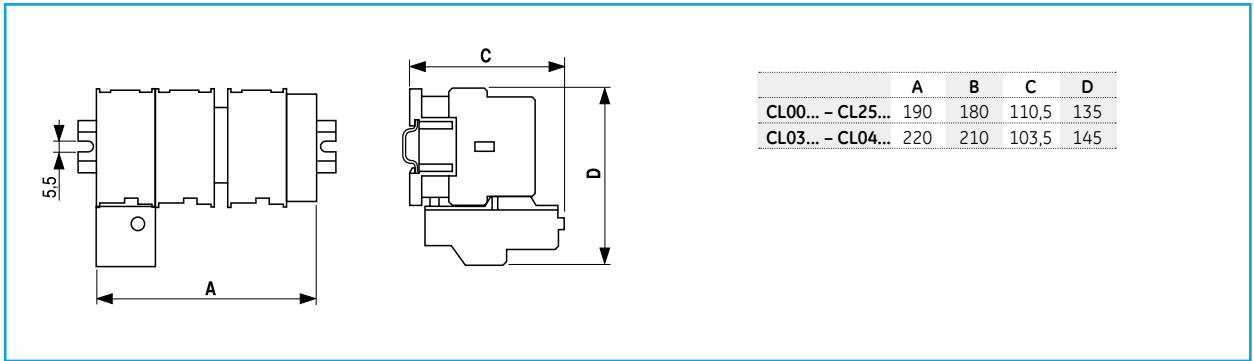 C
A B C D
CL00... – CL25... 190 180 110,5 135
CL03... – CL04... 220 210 103,5 145
D
5,5
A